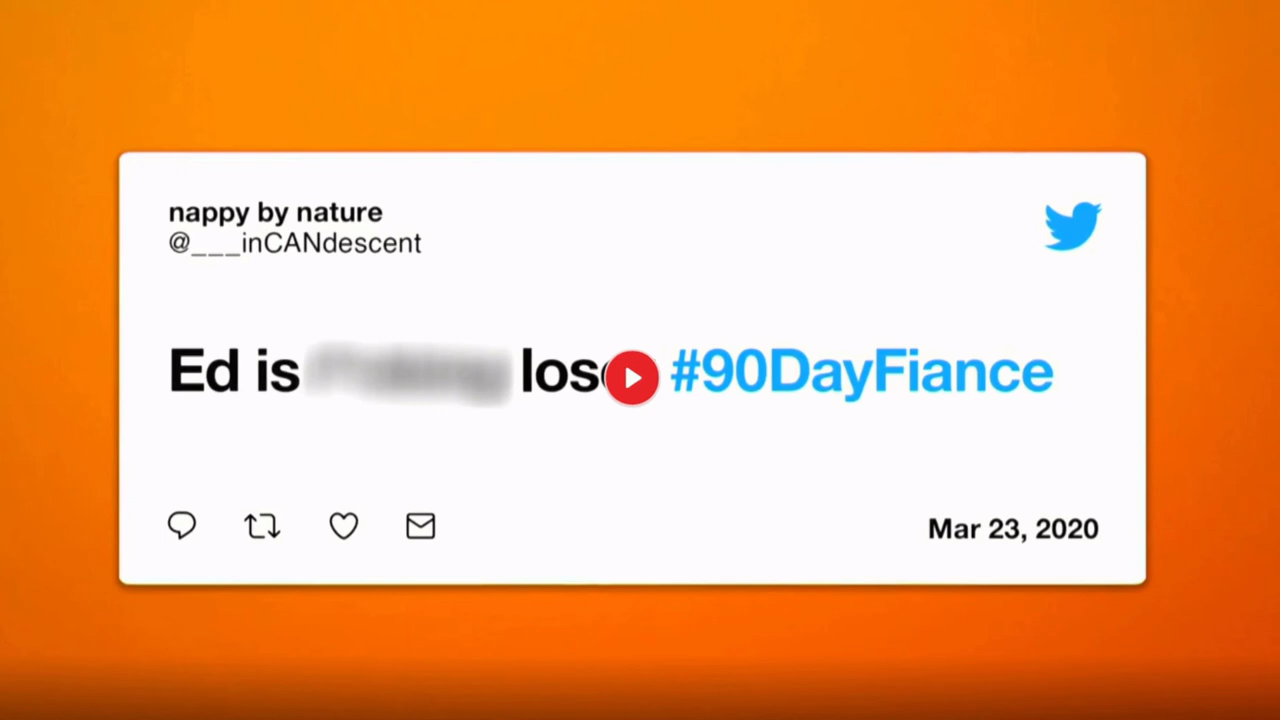 nappy by nature
@___inCANdescent
Ed is #90DayFiance
Mar 23, 2020